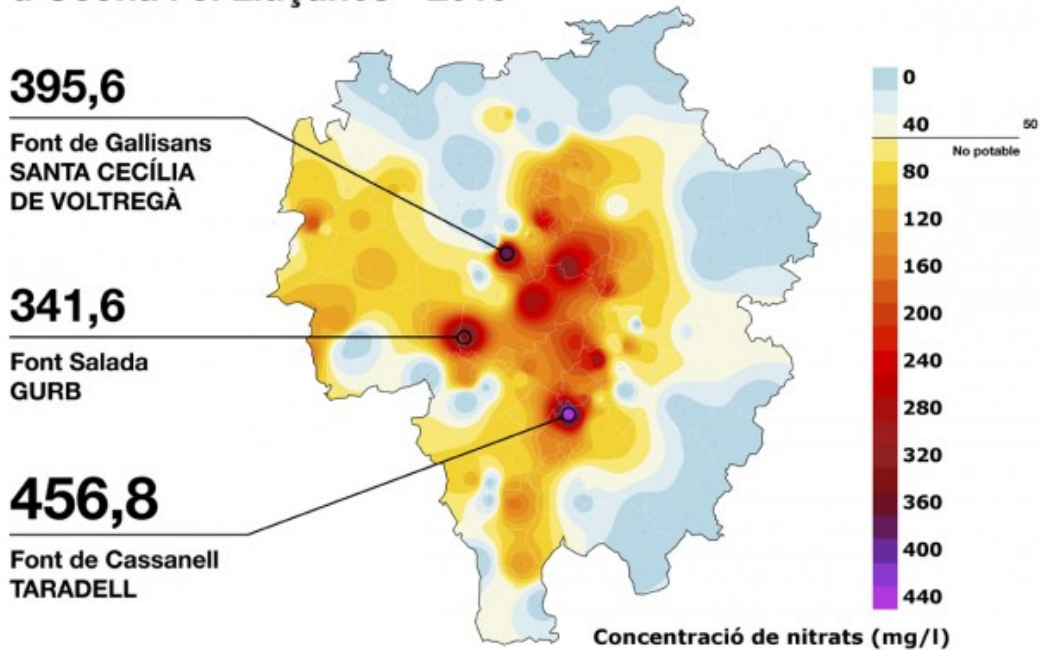 395,6
Font de Gallisans
SANTA CECÍLIA
DE VOLTREGÀ
341,6
Font Salada
GURB
456,8
Font de Cassanell
TARADELL
0
40
50
No potable
80
120
160
200
240
280
320
360
400
440
Concentració de nitrats (mg/l)